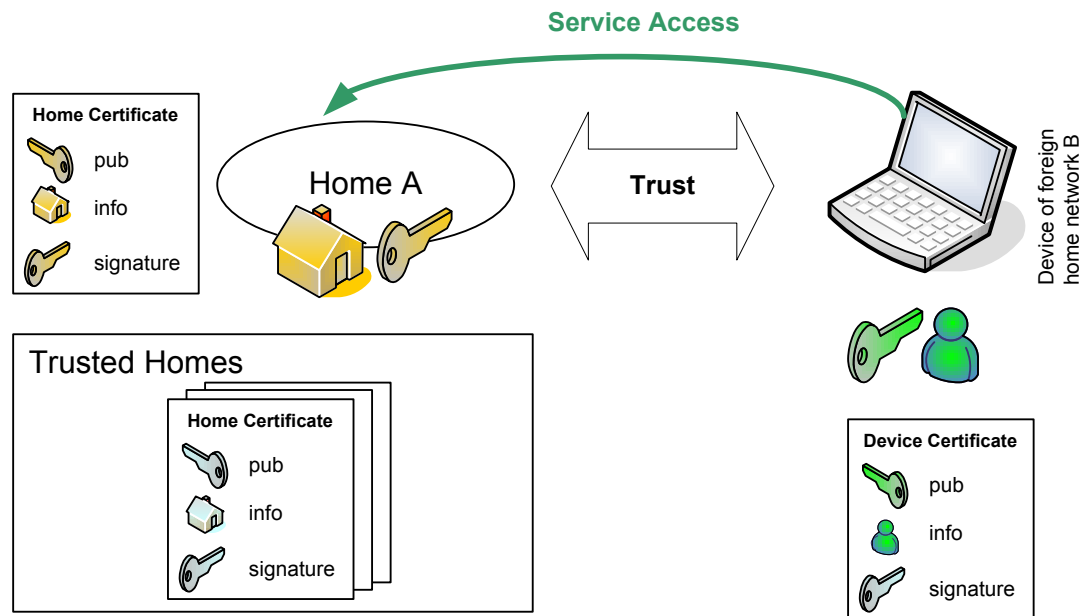 Service Access
Home Certificate
pub
info
signature
Home A
Trust
Device of foreign
home network B
Trusted Homes
Home Certificate
pub
info
signature
Device Certificate
pub
info
signature